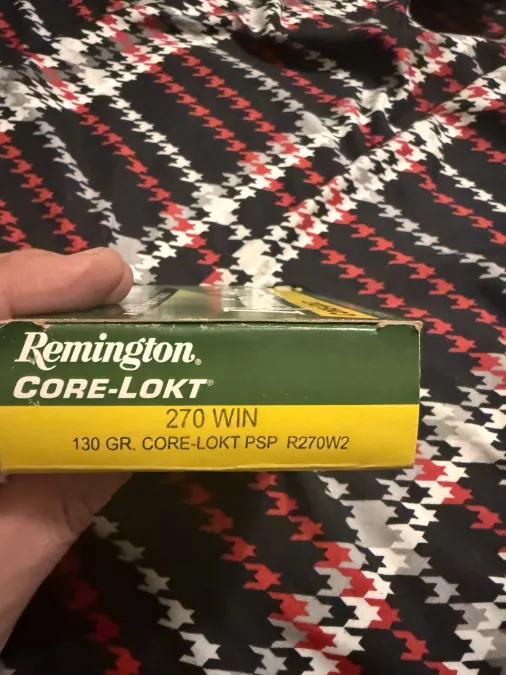 Remington®
CORE-LOKT®
270 WIN
130 GR. CORE-LOKT PSP R270W2